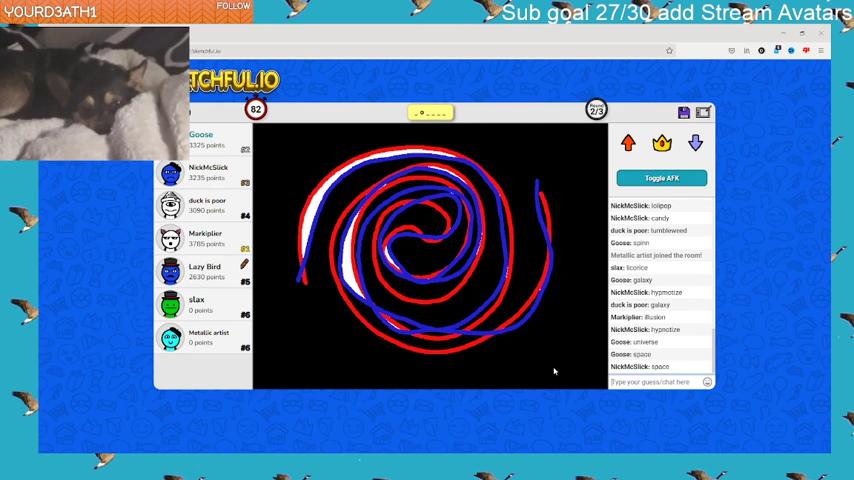 YOURD3ATH1
FOLLOW
Sub goal 27/30 add Stream Avatars
TCHFUL.IO
82
_ o _ _ _ _
Round
2/3
Goose
3325 points
#2
NickMcSlick
3235 points
#3
duck is poor
3090 points
#4
Markiplier
3785 points
#1
Lazy Bird
2630 points
#5
slax
0 points
#6
Metallic artist
0 points
#6
Toggle AFK
NickMcSlick: lolipop
NickMcSlick: candy
duck is poor: tumbleweed
Goose: spinn
Metallic artist joined the room!
slax: licorice
Goose: galaxy
NickMcSlick: hypmotize
duck is poor: galaxy
Markiplier: illusion
NickMcSlick: hypnotize
Goose: universe
Goose: space
NickMcSlick: space
Type your guess/chat here